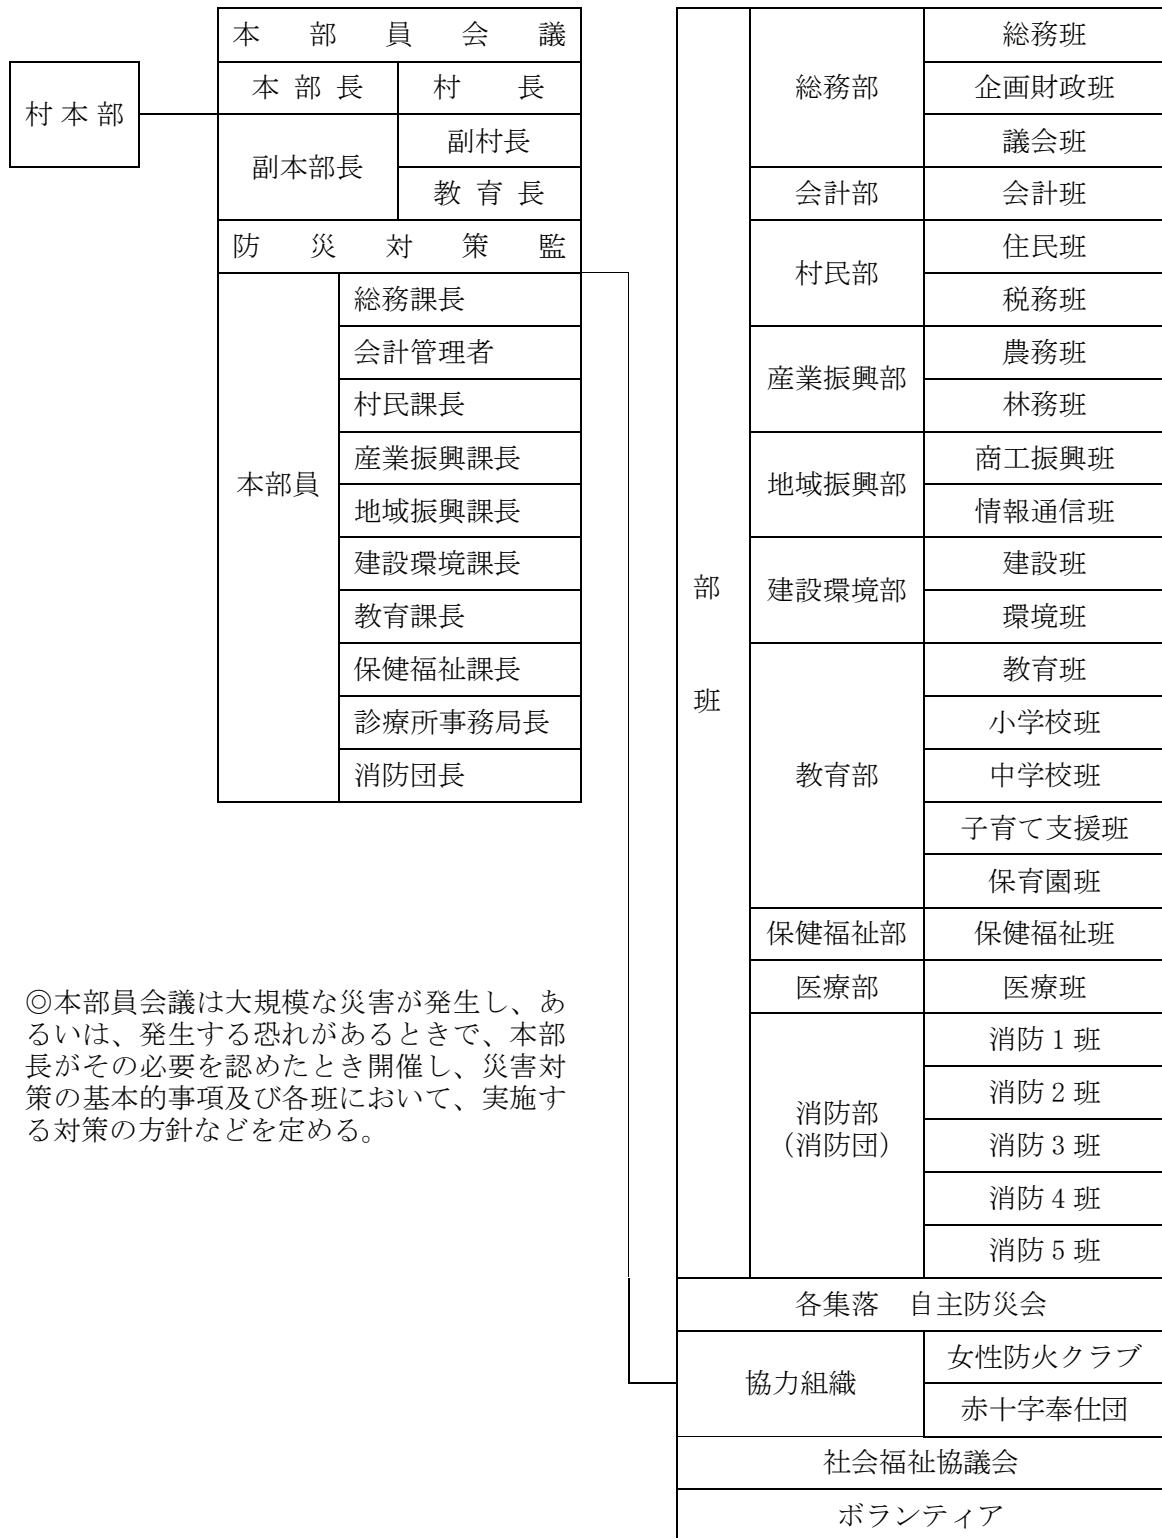 村本部
本部員会議
本部長 村長
副本部長 副村長
教育長
防災対策監
本部員 総務課長
会計管理者
村民課長
産業振興課長
地域振興課長
建設環境課長
教育課長
保健福祉課長
診療所事務局長
消防団長
◎本部員会議は大規模な災害が発生し、あ
るいは、発生する恐れがあるときで、本部
長がその必要を認めたとき開催し、災害対
策の基本的事項及び各班において、実施す
る対策の方針などを定める。
部
班
総務部 総務班
企画財政班
議会班
会計部 会計班
村民部 住民班
税務班
産業振興部 農務班
林務班
地域振興部 商工振興班
情報通信班
建設環境部 建設班
環境班
教育部 教育班
小学校班
中学校班
子育て支援班
保育園班
保健福祉部 保健福祉班
医療部 医療班
消防部
（消防団）
消防1班
消防2班
消防3班
消防4班
消防5班
各集落　自主防災会
協力組織 女性防火クラブ
赤十字奉仕団
社会福祉協議会
ボランティア